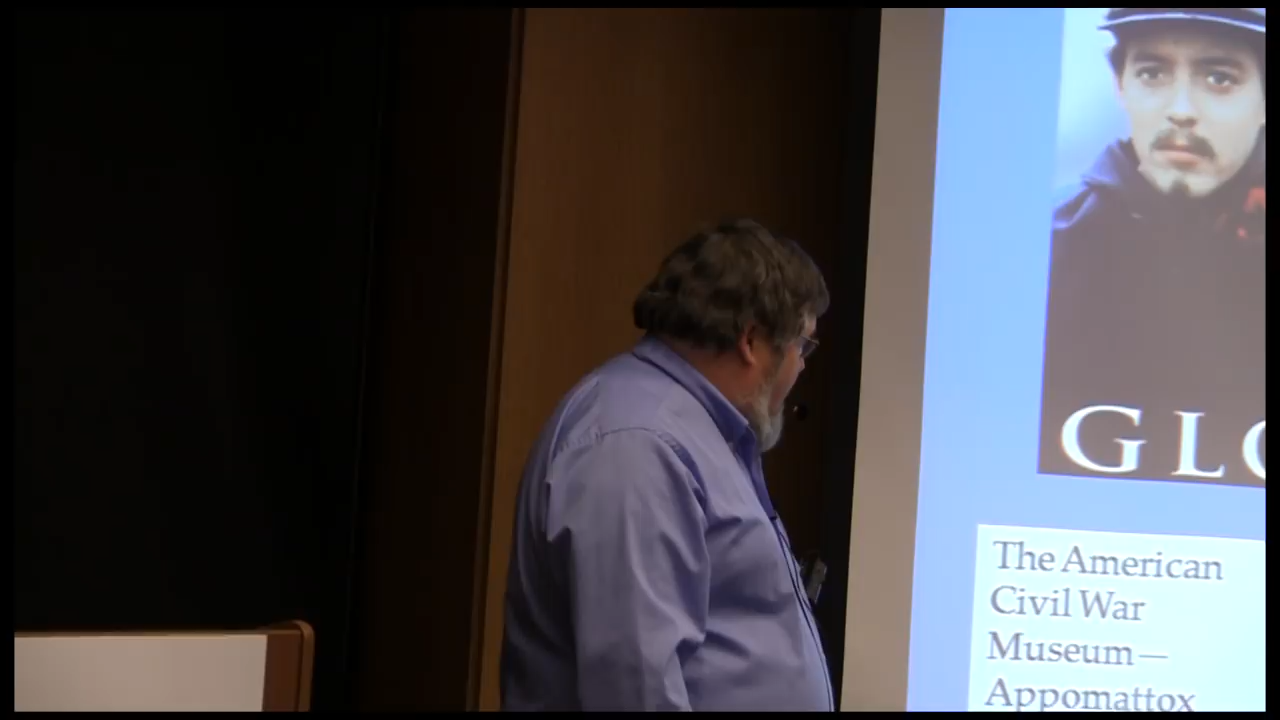 GLO
The American
Civil War
Museum—
Appomattox